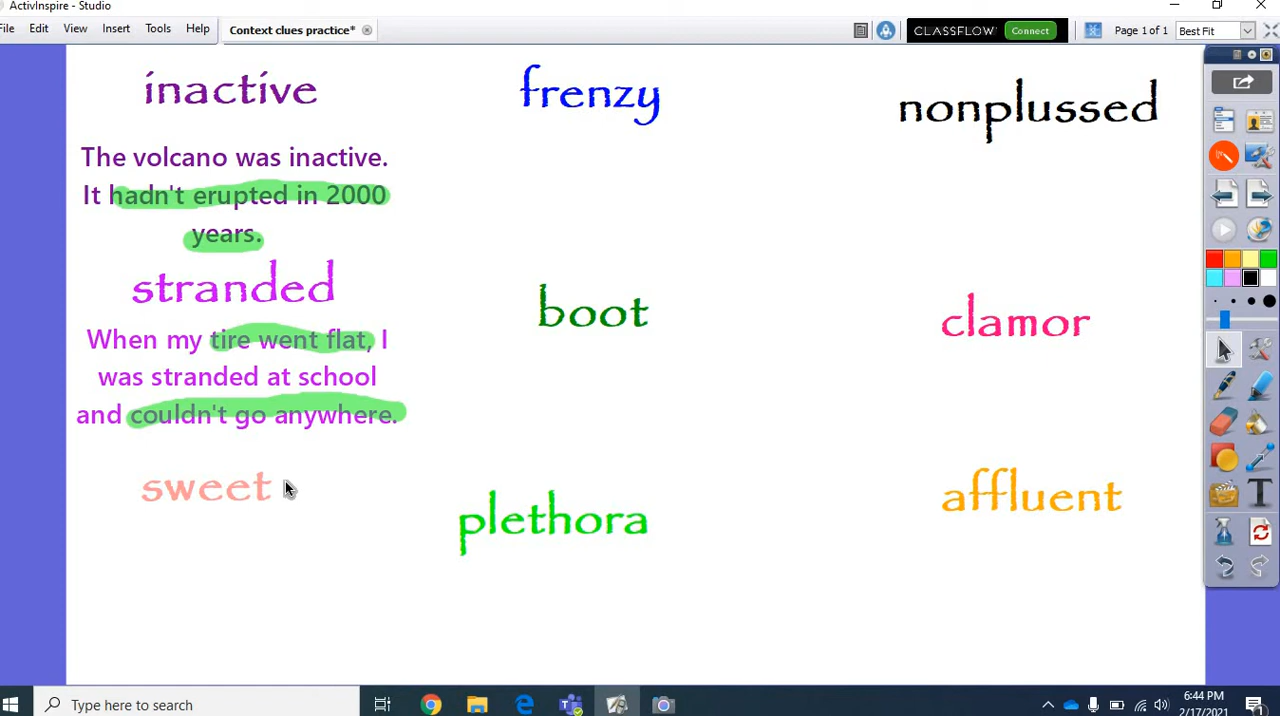 ActivInspire - Studio
File Edit View Insert Tools Help
Context clues practice*
CLASSFLOW Connect
Page 1 of 1
Best Fit
inactive
The volcano was inactive.
It hadn't erupted in 2000
years.
stranded
When my tire went flat, I
was stranded at school
and couldn't go anywhere.
sweet
frenzy
boot
plethora
nonplussed
clamor
affluent
T
Type here to search
6:44 PM
2/17/2021